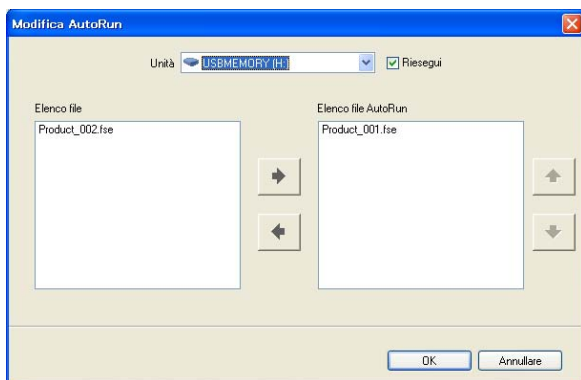 Modifica AutoRun
Unità USBMEMORY (H:) Riesegui
Elenco file Elenco file AutoRun
Product_002.fse Product_001.fse
OK Annullare